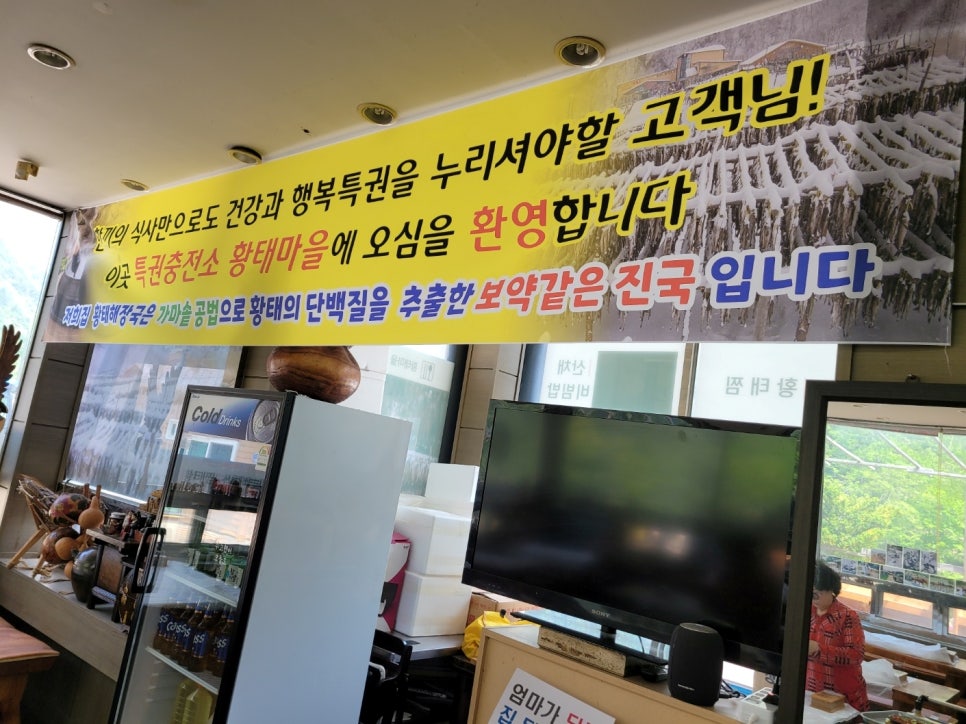 한끼의 식사만으로도 건강과 행복특권을 누리셔야할 고객님!
이곳 특권충전소 황태마을에 오심을 환영합니다
저희집 황태해장국은 가마솥 공법으로 황태의 단백질을 추출한 보약같은 진국 입니다
Cold Drinks
산채
비빔밥
황태찜
SONY
엄마가